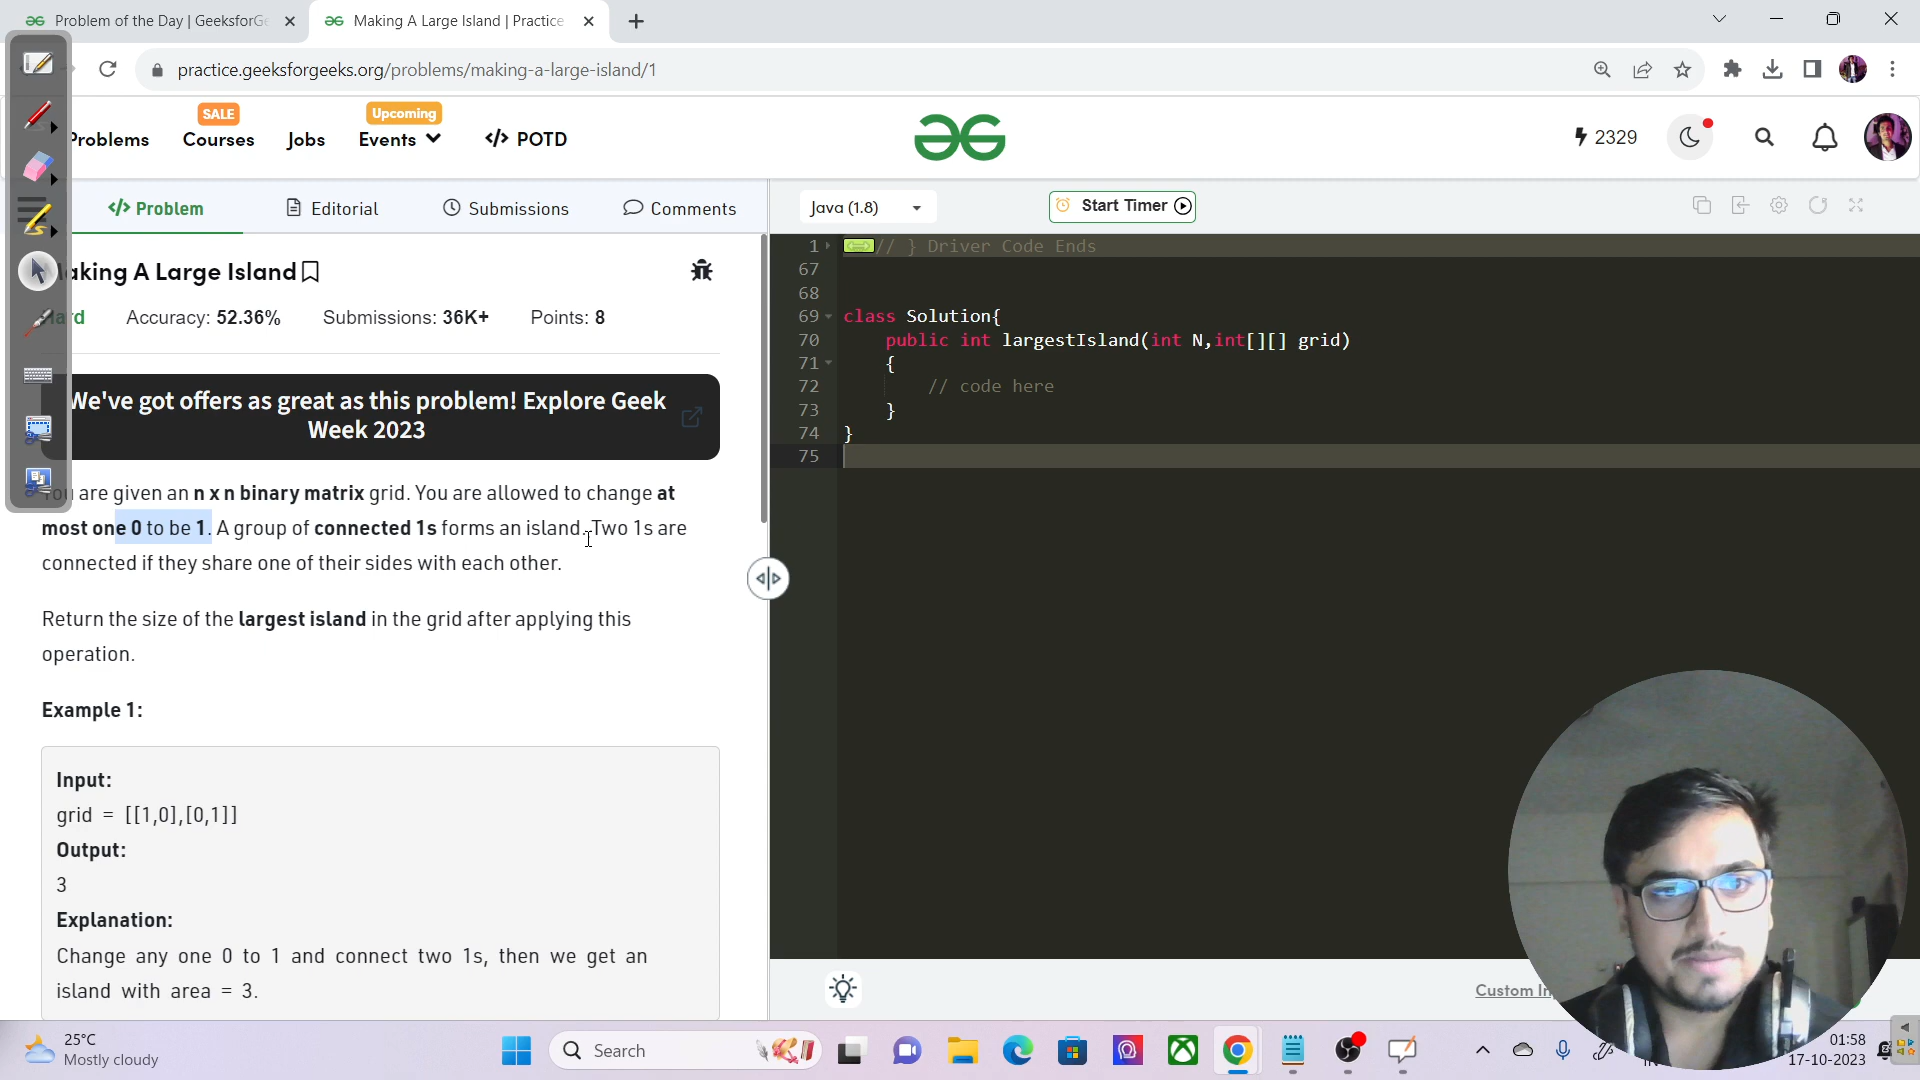 Problem of the Day | GeeksforGe
Making A Large Island | Practice
practice.geeksforgeeks.org/problems/making-a-large-island/1
Problems
SALE
Courses
Jobs
Upcoming
Events
</> POTD
2329
</> Problem
Editorial
Submissions
Comments
Java (1.8)
Start Timer
Making A Large Island
Hard Accuracy: 52.36% Submissions: 36K+ Points: 8
We've got offers as great as this problem! Explore Geek
Week 2023
You are given an n x n binary matrix grid. You are allowed to change at
most one 0 to be 1. A group of connected 1s forms an island. Two 1s are
connected if they share one of their sides with each other.
Return the size of the largest island in the grid after applying this
operation.
Example 1:
Input:
grid = [[1,0],[0,1]]
Output:
3
Explanation:
Change any one 0 to 1 and connect two 1s, then we get an
island with area = 3.
1 // } Driver Code Ends
67
68
69 class Solution{
70 public int largestIsland(int N,int[][] grid)
71 {
72 // code here
73 }
74 }
75
Custom In
25°C
Mostly cloudy
Search
IN
01:58
17-10-2023